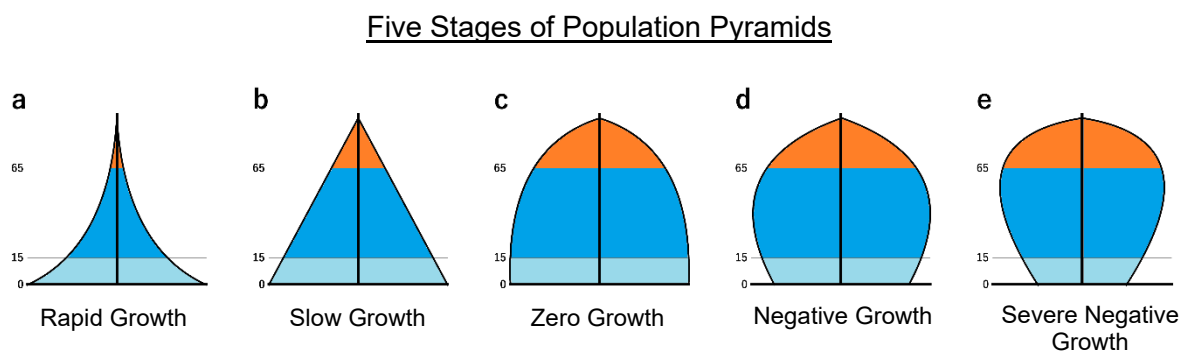 Five Stages of Population Pyramids
a
65
15
0
Rapid Growth
b
65
15
0
Slow Growth
c
65
15
0
Zero Growth
d
65
15
0
Negative Growth
e
65
15
0
Severe Negative
Growth